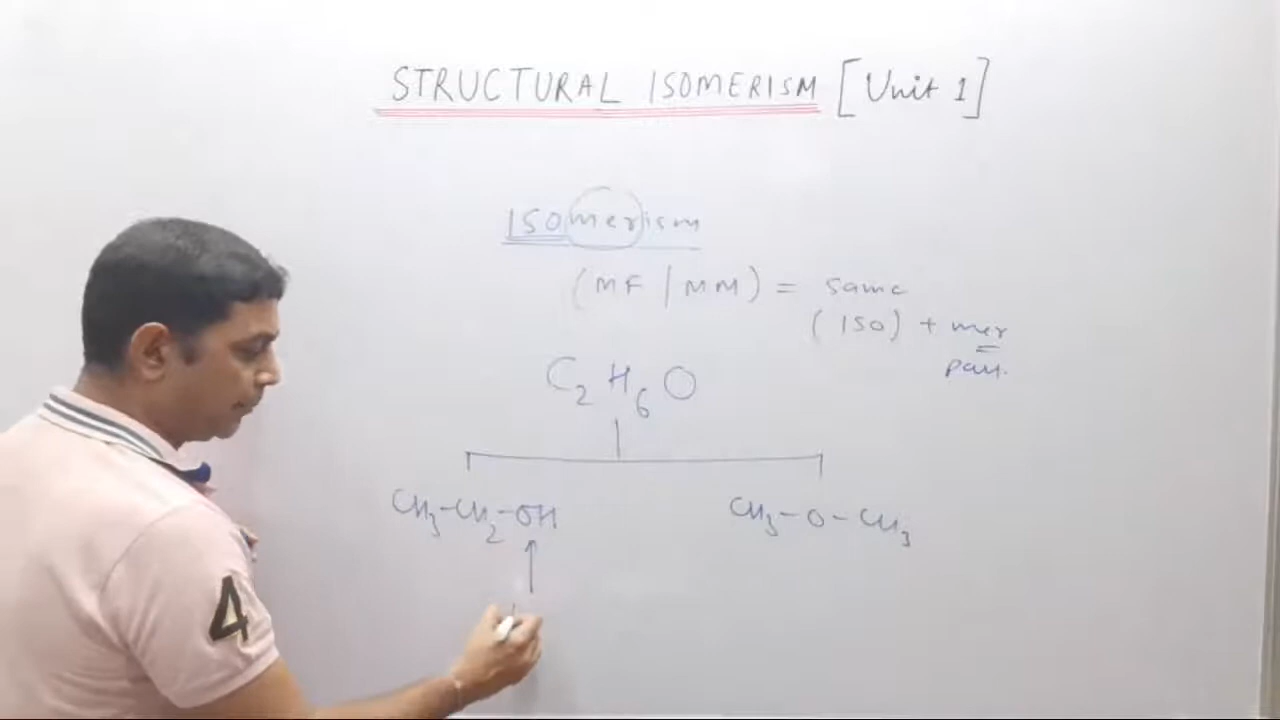 STRUCTURAL ISOMERISM [Unit 1]
ISOmerism
(MF | MM) = same
(ISO) + mer
part.
C2H6O
CH3-CH2-OH
CH3-O-CH3
4